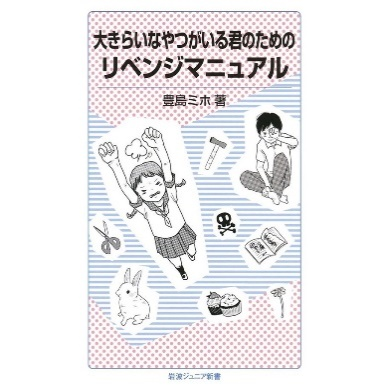 大きらいなやつがいる君のための
リベンジマニュアル
豊島ミホ 著
岩波ジュニア新書